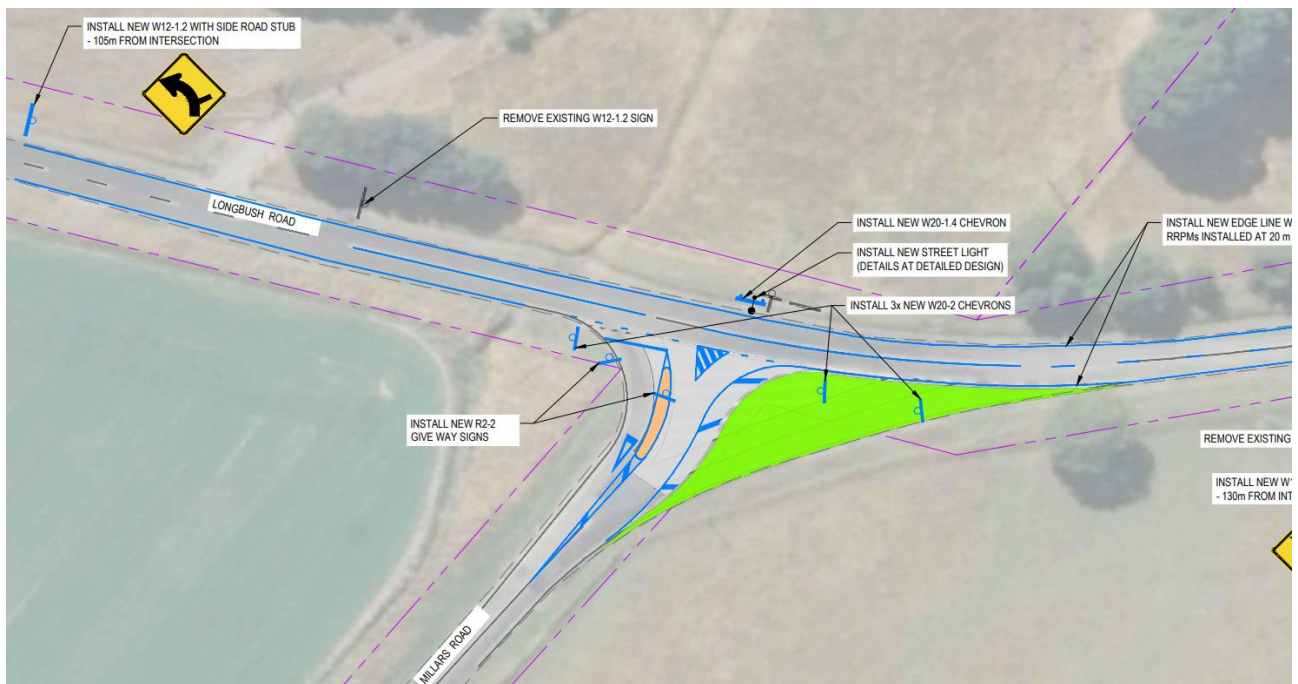 INSTALL NEW W12-1.2 WITH SIDE ROAD STUB
- 105m FROM INTERSECTION
REMOVE EXISTING W12-1.2 SIGN
LONGBUSH ROAD
INSTALL NEW W20-1.4 CHEVRON
INSTALL NEW STREET LIGHT
(DETAILS AT DETAILED DESIGN)
INSTALL 3x NEW W20-2 CHEVRONS
INSTALL NEW EDGE LINE W
RRPMs INSTALLED AT 20 m
INSTALL NEW R2-2
GIVE WAY SIGNS
REMOVE EXISTING
INSTALL NEW W1
- 130m FROM INT
MILLARS ROAD